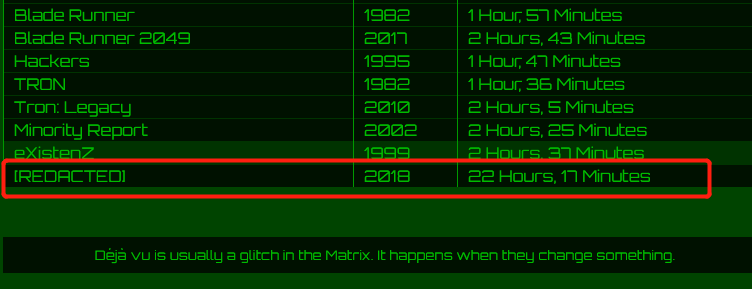 Blade Runner 1982 1 Hour, 57 Minutes
Blade Runner 2049 2017 2 Hours, 43 Minutes
Hackers 1995 1 Hour, 47 Minutes
TRON 1982 1 Hour, 36 Minutes
Tron: Legacy 2010 2 Hours, 5 Minutes
Minority Report 2002 2 Hours, 25 Minutes
eXistenZ 1999 2 Hours, 37 Minutes
[REDACTED] 2018 22 Hours, 17 Minutes
Déjà vu is usually a glitch in the Matrix. It happens when they change something.